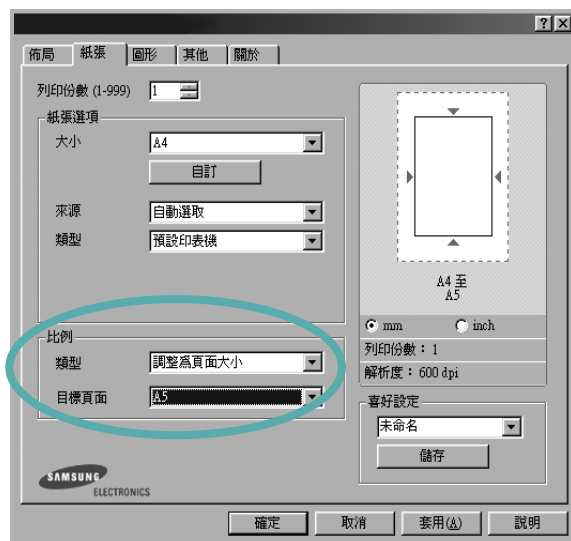 佈局 紙張 圖形 其他 關於
列印份數 (1-999) 1
紙張選項
大小 A4
自訂
來源 自動選取
類型 預設印表機
A4 至
A5
mm inch
列印份數：1
解析度：600 dpi
比例
類型 調整為頁面大小
目標頁面 A5
喜好設定
未命名
儲存
SAMSUNG
ELECTRONICS
確定 取消 套用(A) 說明